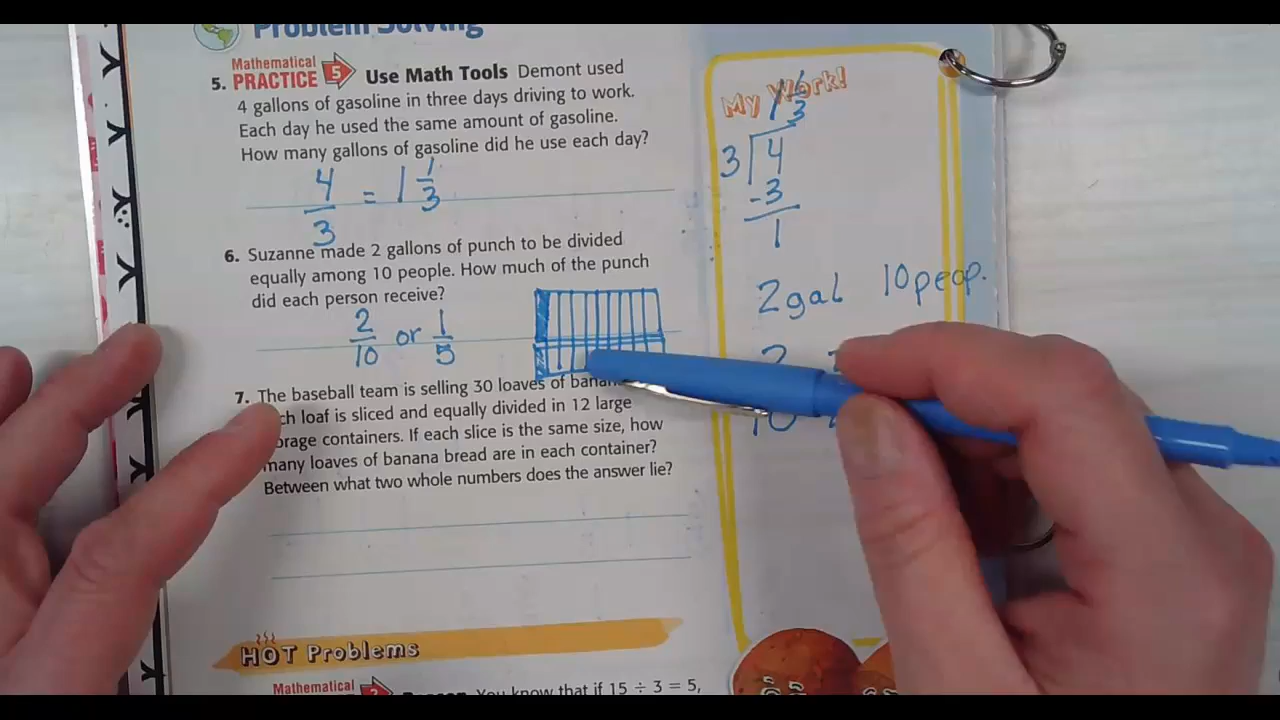 Problem Solving
Mathematical
5. PRACTICE 5 Use Math Tools Demont used
4 gallons of gasoline in three days driving to work.
Each day he used the same amount of gasoline.
How many gallons of gasoline did he use each day?
4/3 = 1 1/3
6. Suzanne made 2 gallons of punch to be divided
equally among 10 people. How much of the punch
did each person receive?
2/10 or 1/5
7. The baseball team is selling 30 loaves of
loaf is sliced and equally divided in 12 large
containers. If each slice is the same size, how
many loaves of banana bread are in each container?
Between what two whole numbers does the answer lie?
HOT Problems
Mathematical
You know that if 15 ÷ 3 = 5,
My Work!
1 1/3
3 4
-3
1
2gal 10peop.
2
10